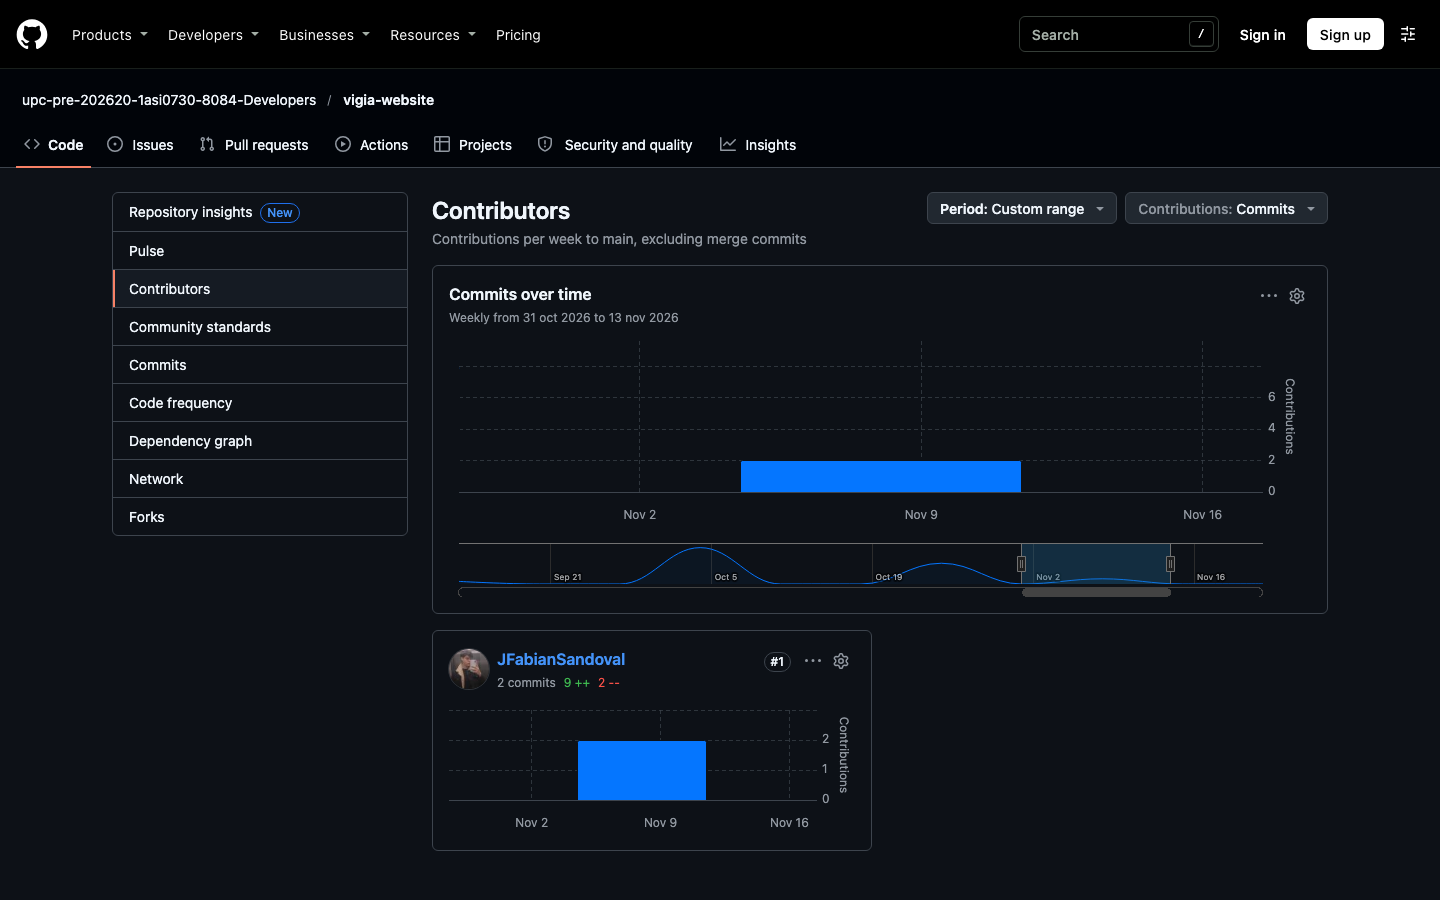 Products
Developers
Businesses
Resources
Pricing
Search
/
Sign in
Sign up
upc-pre-202620-1asi0730-8084-Developers / vigia-website
Code
Issues
Pull requests
Actions
Projects
Security and quality
Insights
Repository insights New
Pulse
Contributors
Community standards
Commits
Code frequency
Dependency graph
Network
Forks
Contributors
Contributions per week to main, excluding merge commits
Period: Custom range
Contributions: Commits
Commits over time
Weekly from 31 oct 2026 to 13 nov 2026
6
4
2
0
Contributions
Nov 2
Nov 9
Nov 16
Sep 21
Oct 5
Oct 19
Nov 2
Nov 16
JFabianSandoval
#1
2 commits 9 ++ 2 --
2
1
0
Contributions
Nov 2
Nov 9
Nov 16